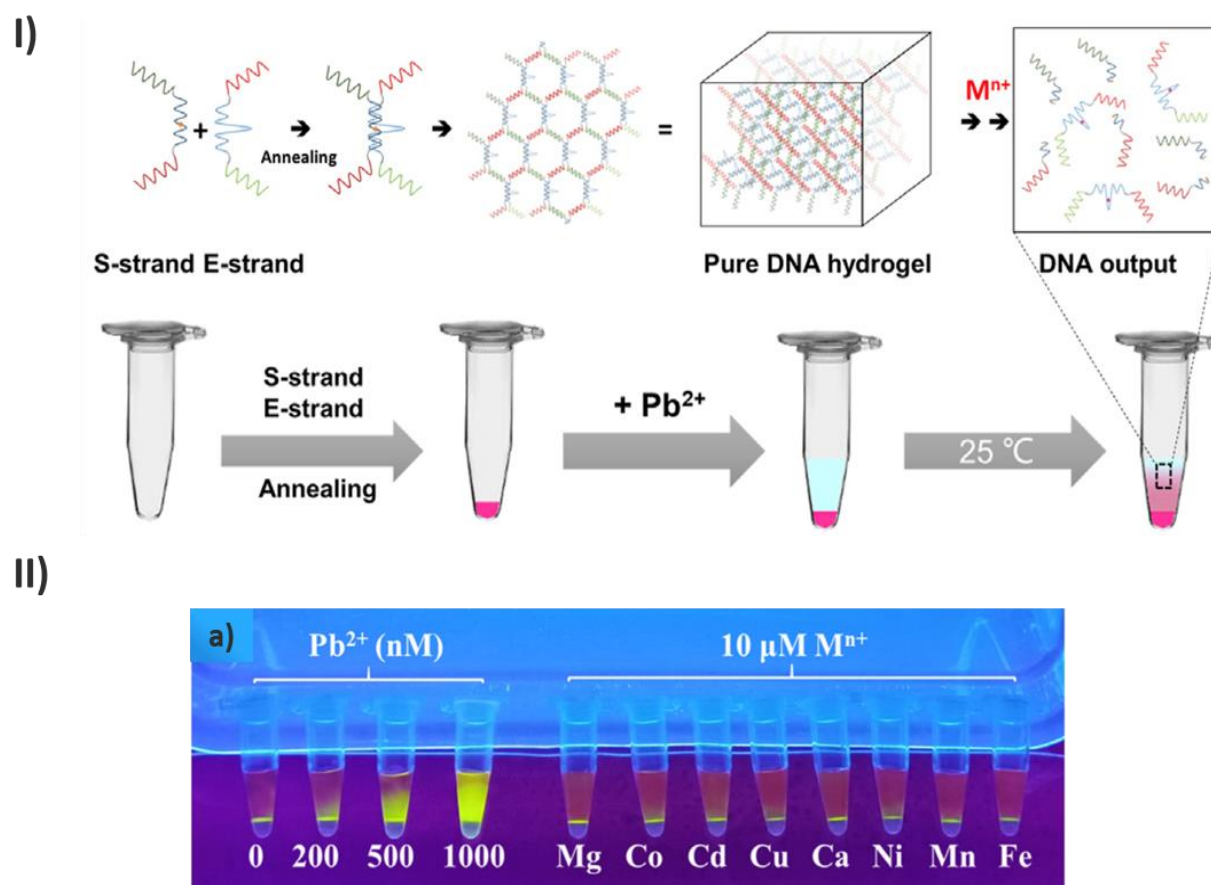 I)
+
Annealing
=
Mⁿ⁺
S-strand E-strand
Pure DNA hydrogel
DNA output
S-strand
E-strand
Annealing
+ Pb²⁺
25 ℃
II)
a)
Pb²⁺ (nM)
10 μM Mⁿ⁺
0 200 500 1000 Mg Co Cd Cu Ca Ni Mn Fe